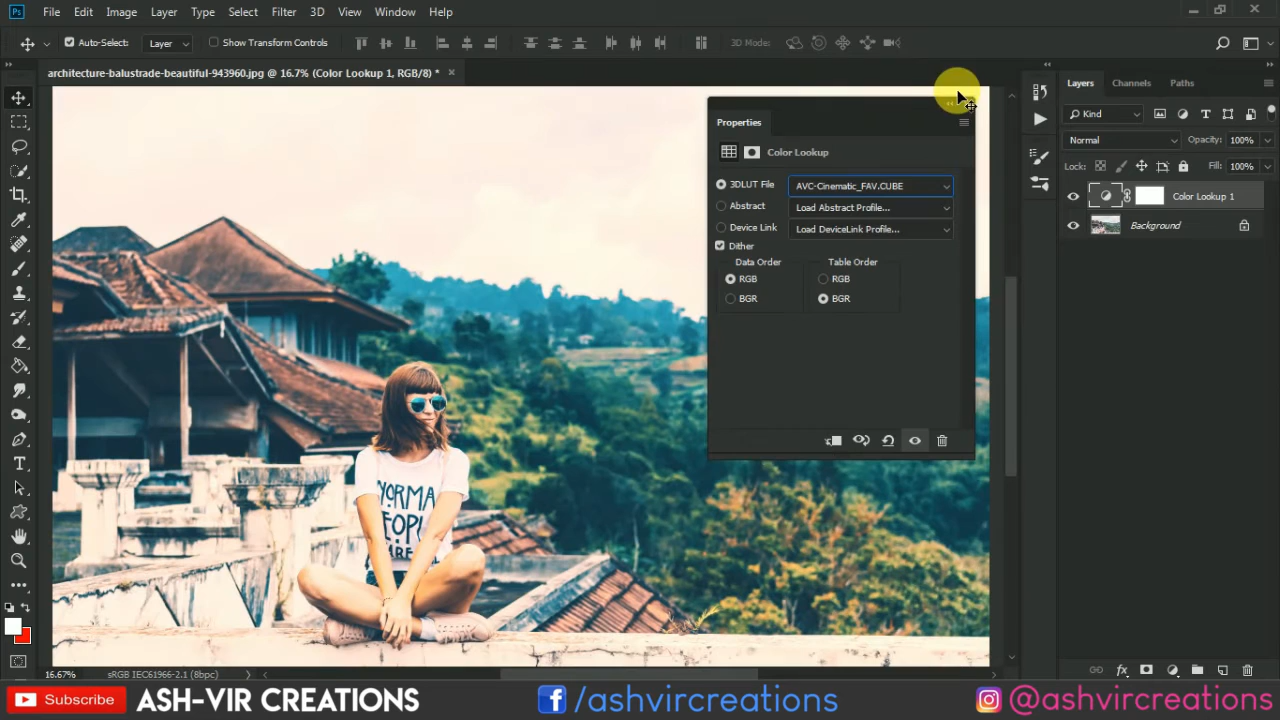 Ps File Edit Image Layer Type Select Filter 3D View Window Help
Auto-Select: Layer Show Transform Controls 3D Mode:
architecture-balustrade-beautiful-943960.jpg @ 16.7% (Color Lookup 1, RGB/8) *
Properties
Color Lookup
3DLUT File AVC-Cinematic_FAV.CUBE
Abstract Load Abstract Profile...
Device Link Load DeviceLink Profile...
Dither
Data Order Table Order
RGB RGB
BGR BGR
Layers Channels Paths
Kind
Normal Opacity: 100%
Lock: Fill: 100%
Color Lookup 1
Background
NORMA
PEOPL
ARE
16.67% sRGB IEC61966-2.1 (8bpc)
Subscribe ASH-VIR CREATIONS /ashvircreations @ashvircreations